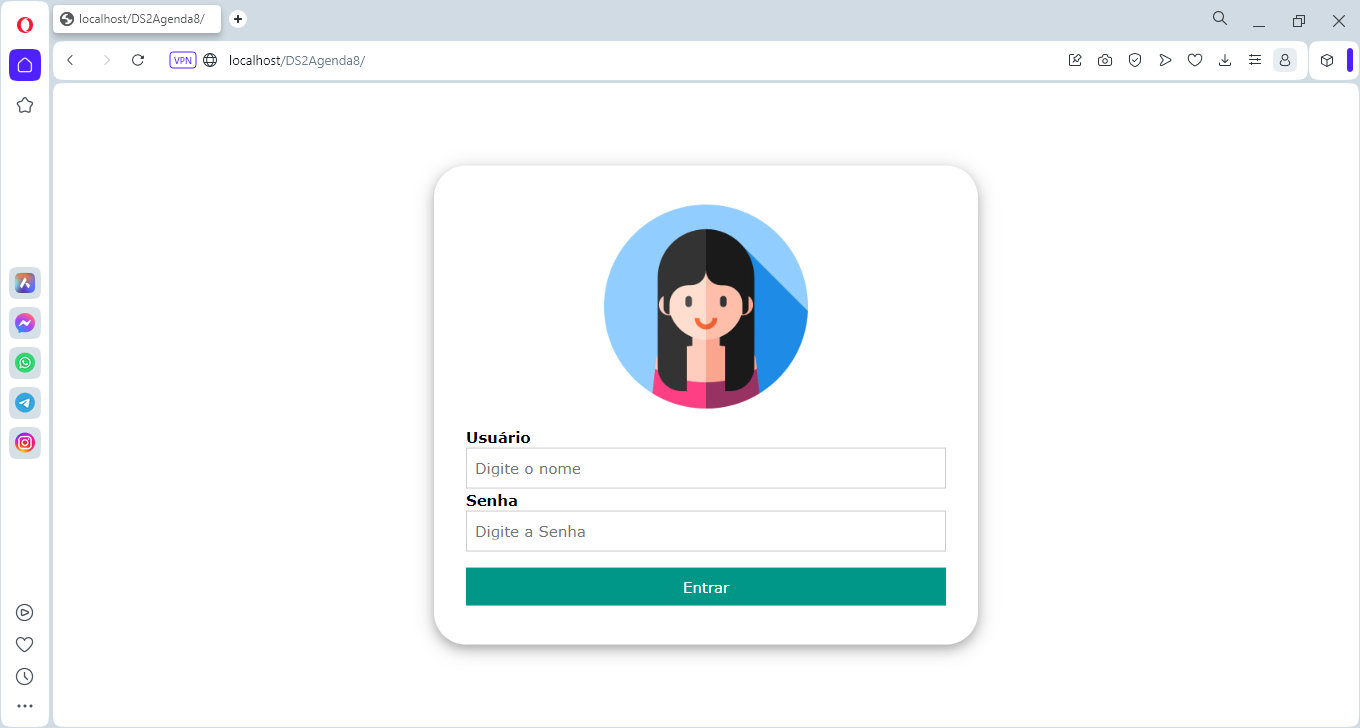 localhost/DS2Agenda8/
VPN
localhost/DS2Agenda8/
Usuário
Digite o nome
Senha
Digite a Senha
Entrar